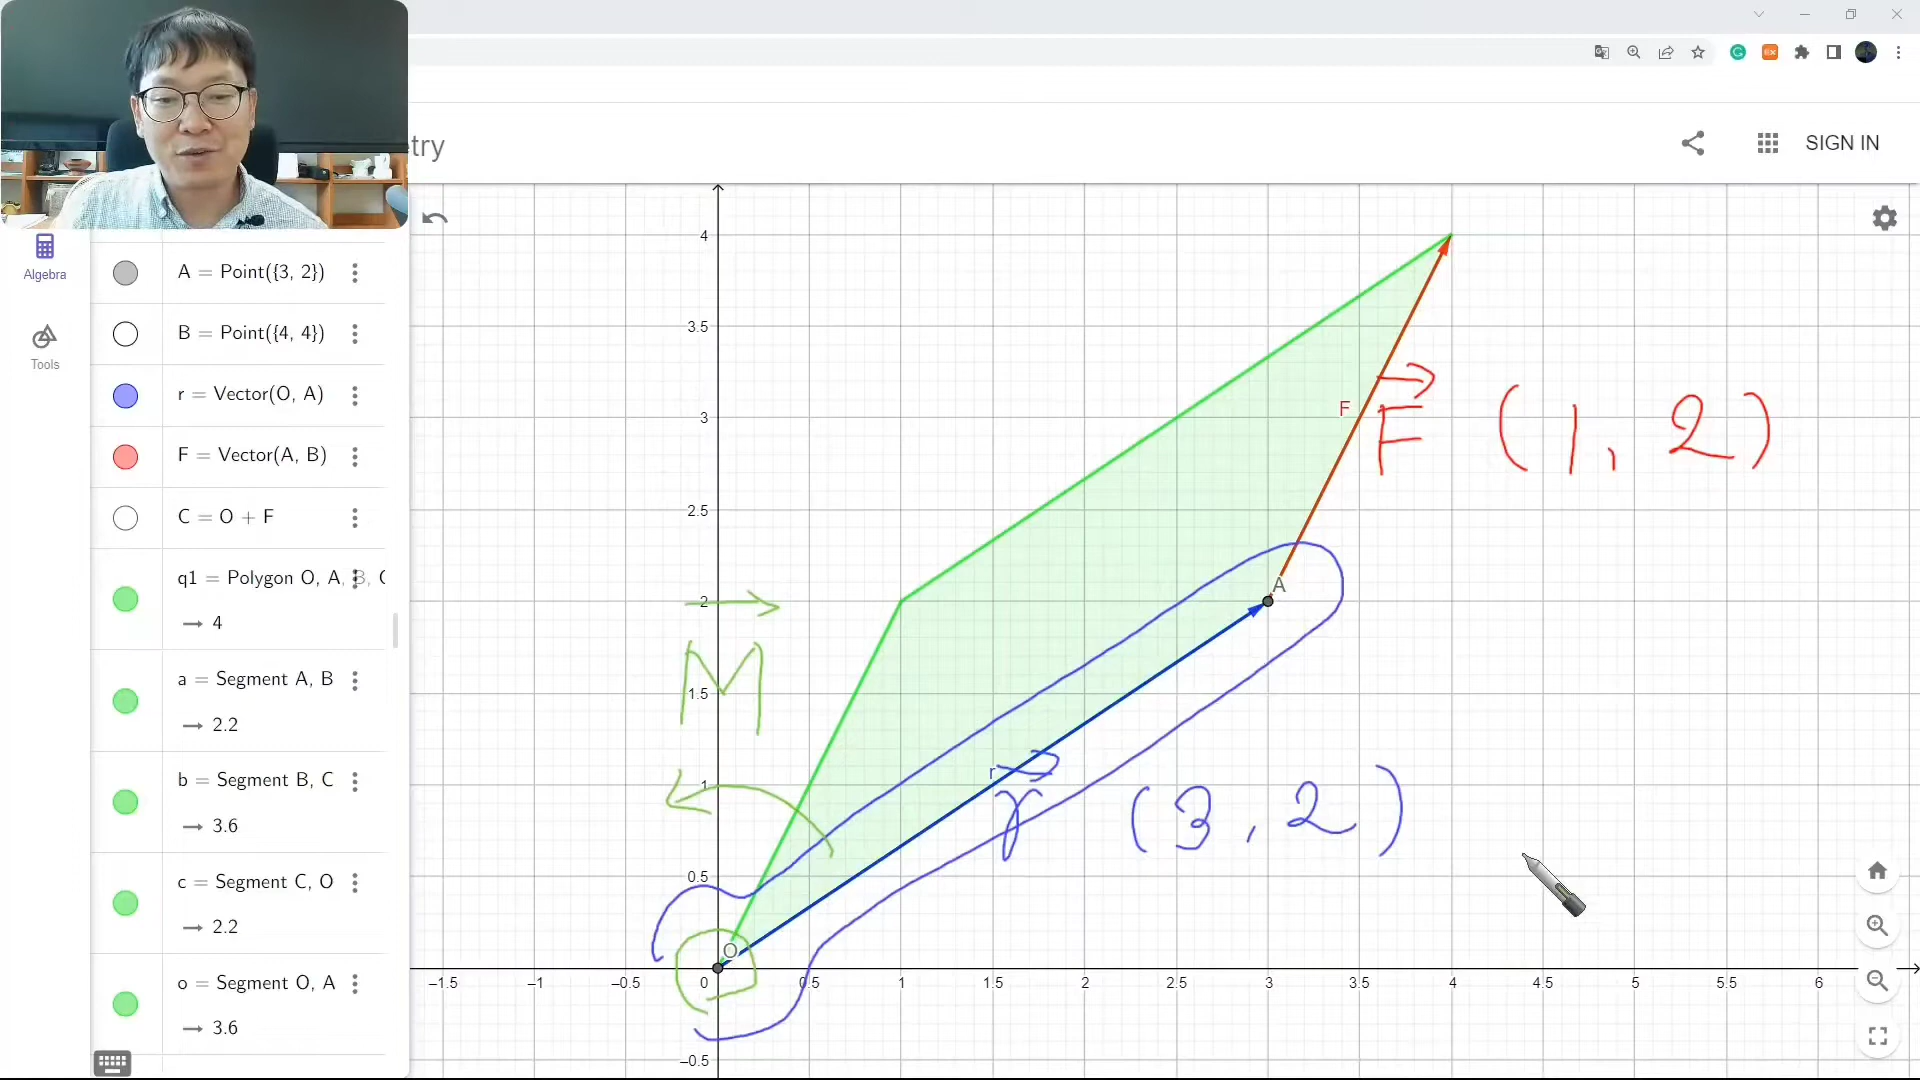 try
SIGN IN
Algebra
Tools
A = Point({3, 2})
B = Point({4, 4})
r = Vector(O, A)
F = Vector(A, B)
C = O + F
q1 = Polygon O, A, B, C
→ 4
a = Segment A, B
→ 2.2
b = Segment B, C
→ 3.6
c = Segment C, O
→ 2.2
o = Segment O, A
→ 3.6
4
3.5
3
2.5
2
1.5
1
0.5
–0.5
–1.5 –1 –0.5 0 0.5 1 1.5 2 2.5 3 3.5 4 4.5 5 5.5 6
F
F (1, 2)
A
M
r
r (3, 2)
O